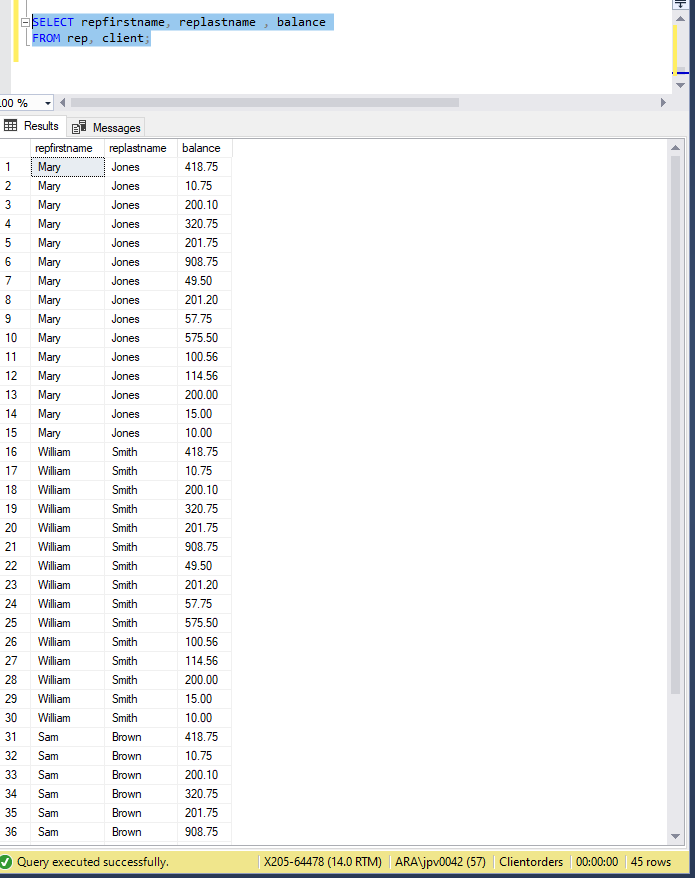 SELECT repfirstname, replastname , balance
FROM rep, client;
.00 %
Results Messages
repfirstname replastname balance
1 Mary Jones 418.75
2 Mary Jones 10.75
3 Mary Jones 200.10
4 Mary Jones 320.75
5 Mary Jones 201.75
6 Mary Jones 908.75
7 Mary Jones 49.50
8 Mary Jones 201.20
9 Mary Jones 57.75
10 Mary Jones 575.50
11 Mary Jones 100.56
12 Mary Jones 114.56
13 Mary Jones 200.00
14 Mary Jones 15.00
15 Mary Jones 10.00
16 William Smith 418.75
17 William Smith 10.75
18 William Smith 200.10
19 William Smith 320.75
20 William Smith 201.75
21 William Smith 908.75
22 William Smith 49.50
23 William Smith 201.20
24 William Smith 57.75
25 William Smith 575.50
26 William Smith 100.56
27 William Smith 114.56
28 William Smith 200.00
29 William Smith 15.00
30 William Smith 10.00
31 Sam Brown 418.75
32 Sam Brown 10.75
33 Sam Brown 200.10
34 Sam Brown 320.75
35 Sam Brown 201.75
36 Sam Brown 908.75
Query executed successfully. X205-64478 (14.0 RTM) ARA\jpv0042 (57) Clientorders 00:00:00 45 rows